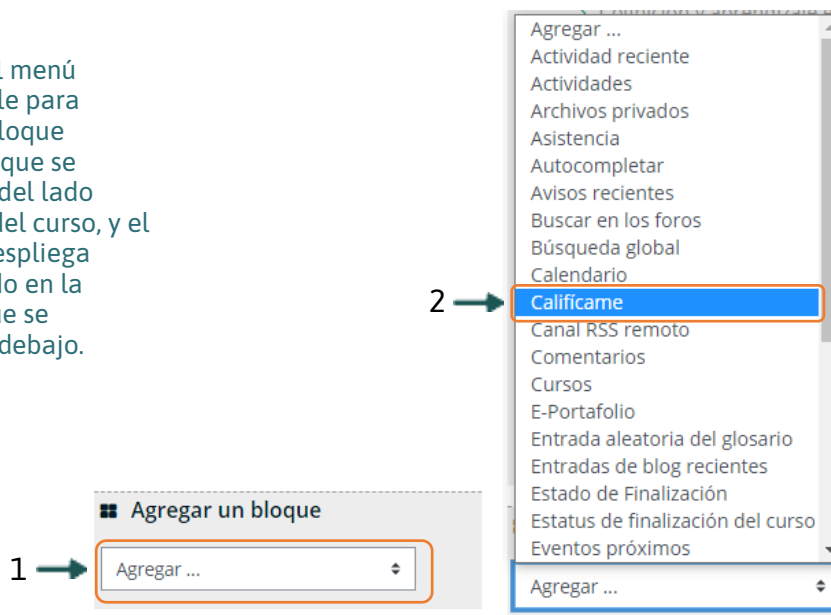 menú
le para
loque
que se
del lado
del curso, y el
espliega
do en la
ue se
debajo.
Agregar ...
Actividad reciente
Actividades
Archivos privados
Asistencia
Autocompletar
Avisos recientes
Buscar en los foros
Búsqueda global
Calendario
2
Califícame
Canal RSS remoto
Comentarios
Cursos
E-Portafolio
Entrada aleatoria del glosario
Entradas de blog recientes
Estado de Finalización
Estatus de finalización del curso
Eventos próximos
Agregar ...
Agregar un bloque
1
Agregar ...